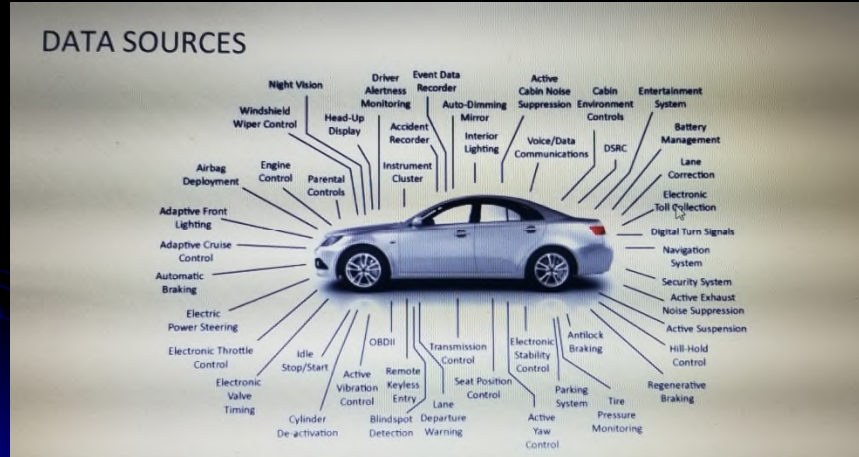 DATA SOURCES
Night Vision
Driver
Alertness
Monitoring
Event Data
Recorder
Active
Cabin Noise
Suppression
Cabin
Environment
Controls
Entertainment
System
Windshield
Wiper Control
Head-Up
Display
Accident
Recorder
Auto-Dimming
Mirror
Interior
Lighting
Voice/Data
Communications
DSRC
Battery
Management
Airbag
Deployment
Engine
Control
Parental
Controls
Instrument
Cluster
Lane
Correction
Adaptive Front
Lighting
Electronic
Toll Collection
Adaptive Cruise
Control
Digital Turn Signals
Navigation
System
Automatic
Braking
Security System
Active Exhaust
Noise Suppression
Electric
Power Steering
Active Suspension
Electronic Throttle
Control
Idle
Stop/Start
OBDII
Transmission
Control
Electronic
Stability
Control
Antilock
Braking
Hill-Hold
Control
Electronic
Valve
Timing
Active
Vibration
Control
Remote
Keyless
Entry
Seat Position
Control
Parking
System
Regenerative
Braking
Cylinder
De-activation
Blindspot
Detection
Lane
Departure
Warning
Active
Yaw
Control
Tire
Pressure
Monitoring